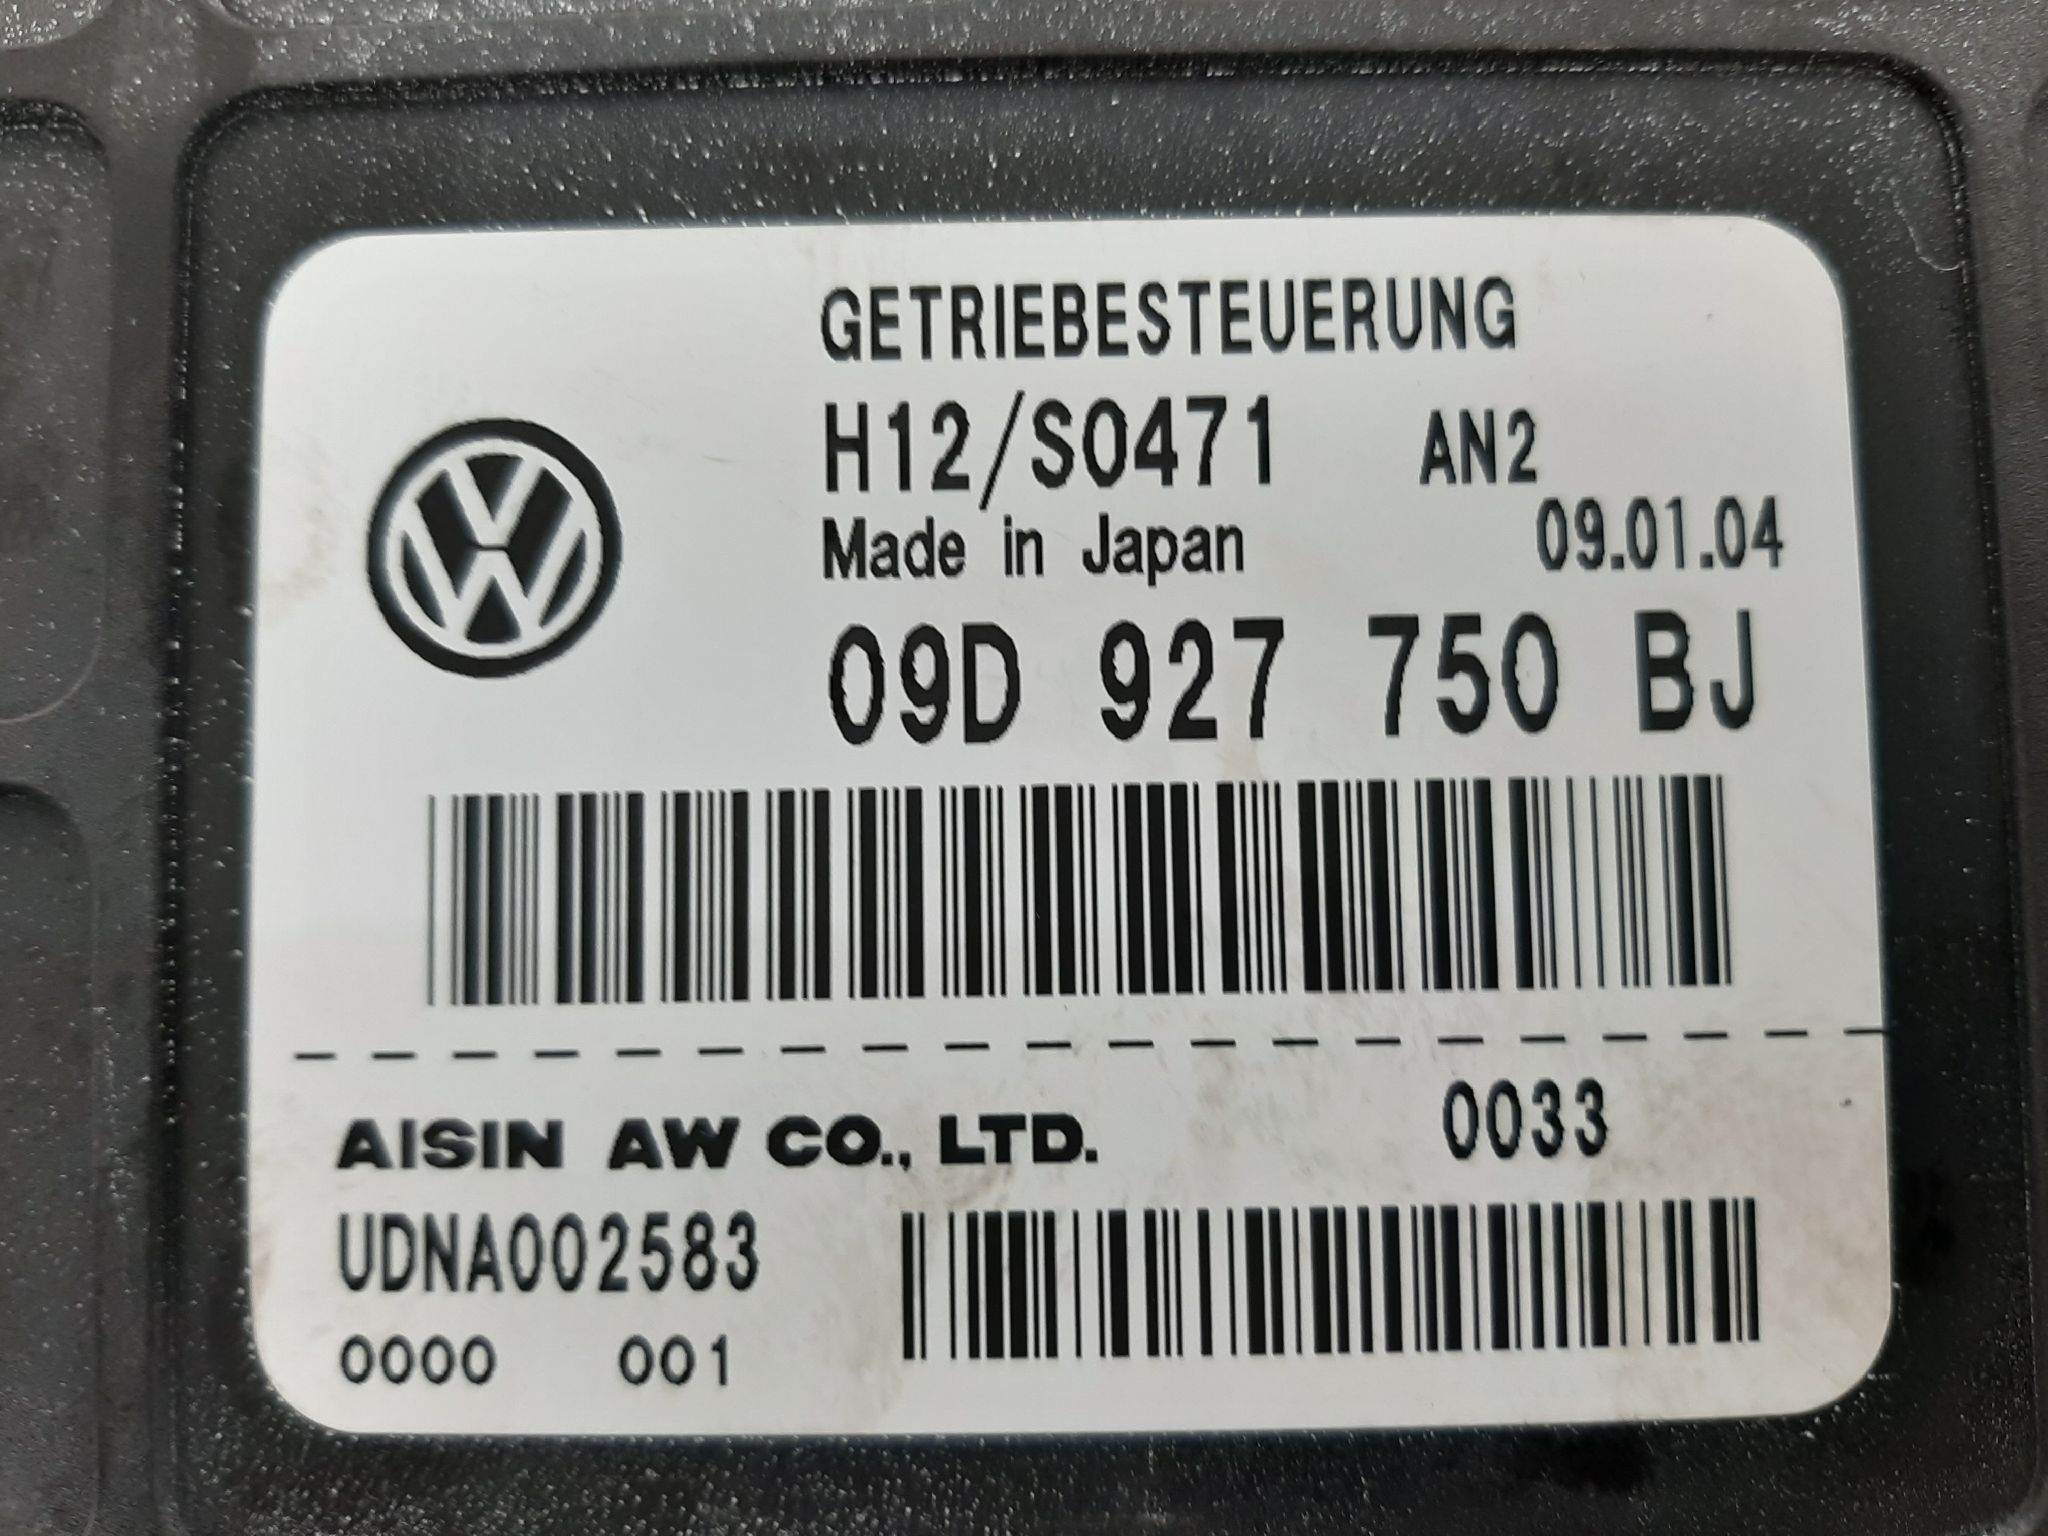 GETRIEBESTEUERUNG
H12/S0471 AN2
Made in Japan 09.01.04
09D 927 750 BJ
AISIN AW CO., LTD. 0033
UDNA002583
0000 001